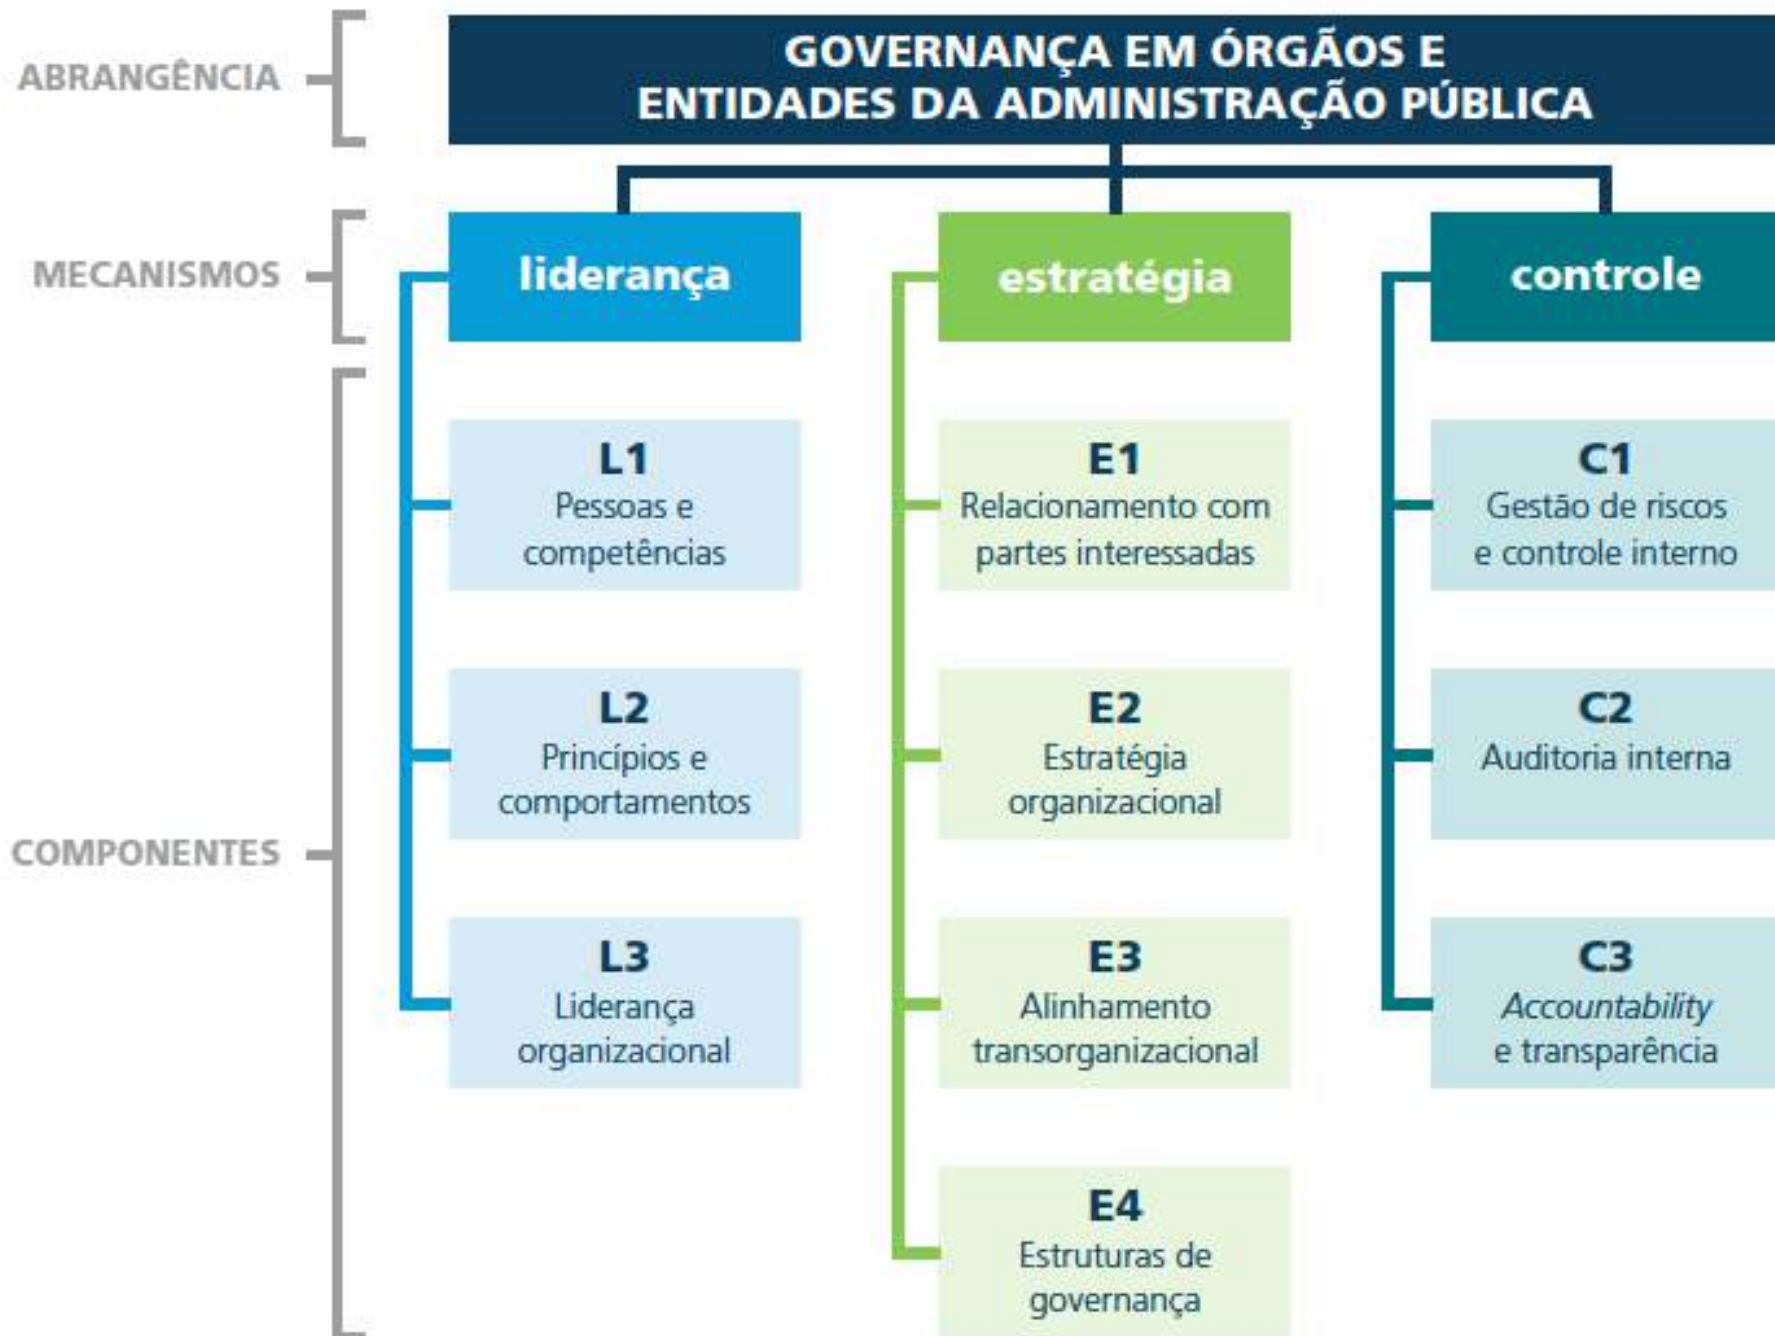 ABRANGÊNCIA
GOVERNANÇA EM ÓRGÃOS E
ENTIDADES DA ADMINISTRAÇÃO PÚBLICA
MECANISMOS
liderança
estratégia
controle
COMPONENTES
L1
Pessoas e
competências
L2
Princípios e
comportamentos
L3
Liderança
organizacional
E1
Relacionamento com
partes interessadas
E2
Estratégia
organizacional
E3
Alinhamento
transorganizacional
E4
Estruturas de
governança
C1
Gestão de riscos
e controle interno
C2
Auditoria interna
C3
Accountability
e transparência